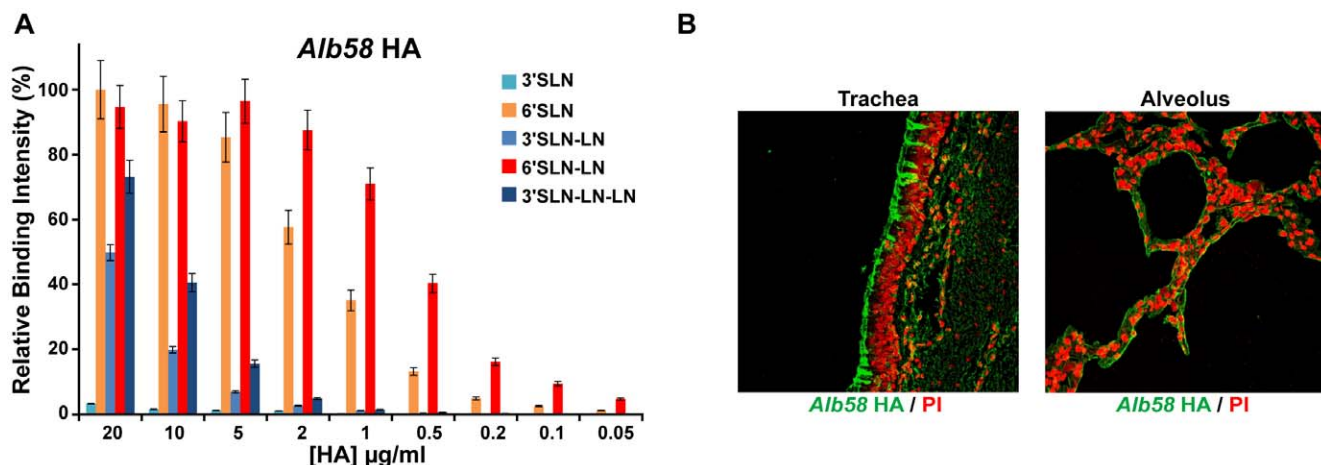 A
Alb58 HA
Relative Binding Intensity (%)
100
80
60
40
20
0
3'SLN
6'SLN
3'SLN-LN
6'SLN-LN
3'SLN-LN-LN
20 10 5 2 1 0.5 0.2 0.1 0.05
[HA] µg/ml
B
Trachea Alveolus
Alb58 HA / PI Alb58 HA / PI